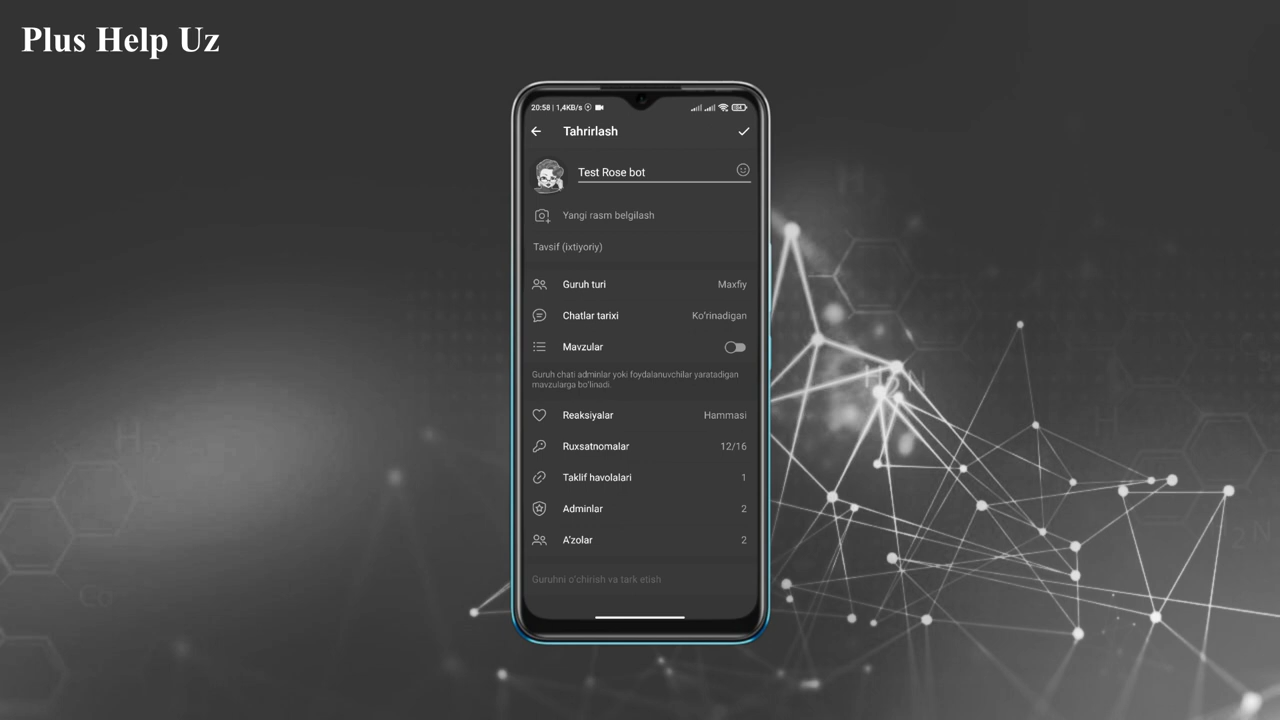 Plus Help Uz
20:58 | 1,4KB/s
Tahrirlash
Test Rose bot
Yangi rasm belgilash
Tavsif (ixtiyoriy)
Guruh turi Maxfiy
Chatlar tarixi Ko'rinadigan
Mavzular
Guruh chati adminlar yoki foydalanuvchilar yaratadigan
mavzularga bo'linadi.
Reaksiyalar Hammasi
Ruxsatnomalar 12/16
Taklif havolalari 1
Adminlar 2
A'zolar 2
Guruhni o'chirish va tark etish
H
H2N
H